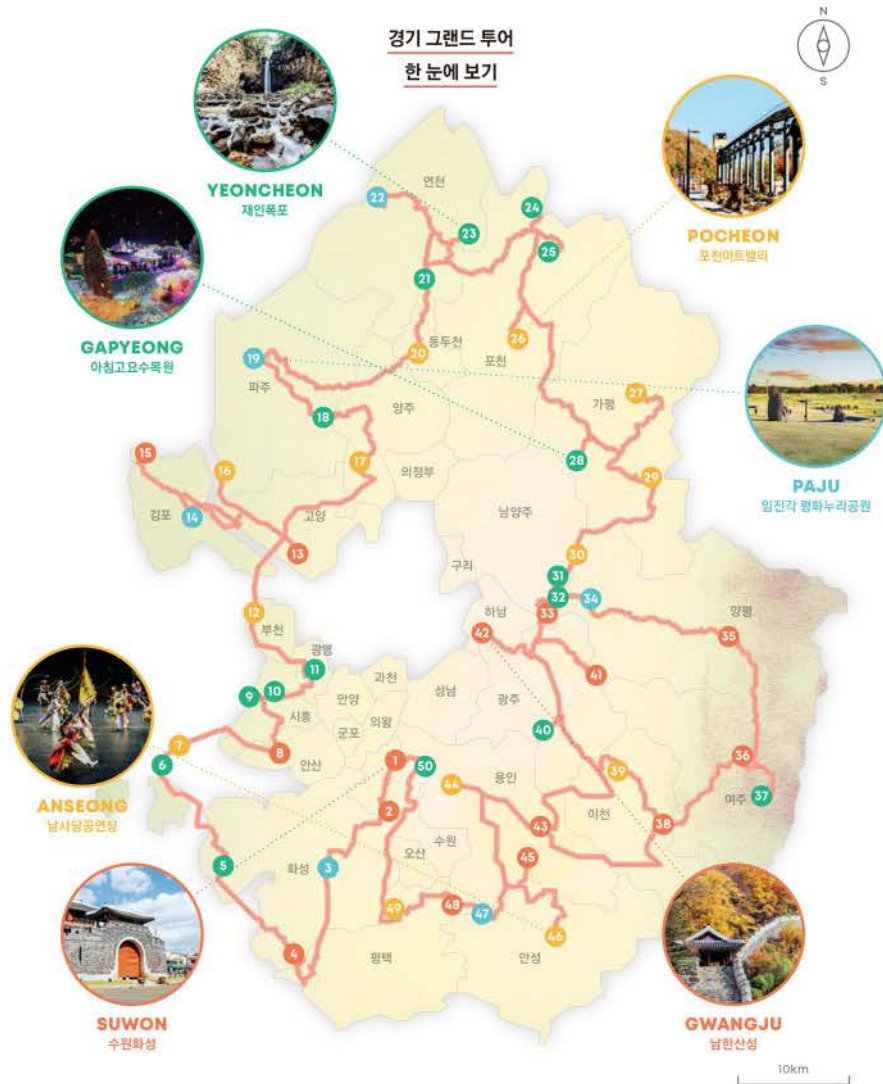 경기 그랜드 투어
한 눈에 보기
N
S
YEONCHEON
재인폭포
GAPYEONG
아침고요수목원
POCHEON
포천아트밸리
PAJU
임진각 평화누리공원
ANSEONG
남사당공연장
SUWON
수원화성
GWANGJU
남한산성
연천
22
23
24
25
21
동두천
20
26
포천
19
파주
18
양주
27
가평
17
의정부
28
29
15
16
김포
14
고양
13
남양주
30
구리
31
32
34
33
양평
12
부천
하남
42
35
광명
11
과천
9
10
안양
성남
광주
41
시흥
의왕
군포
40
7
8
안산
6
1
50
44
용인
39
36
여주
37
2
수원
오산
43
이천
38
5
화성
3
45
49
48
47
46
4
평택
안성
10km